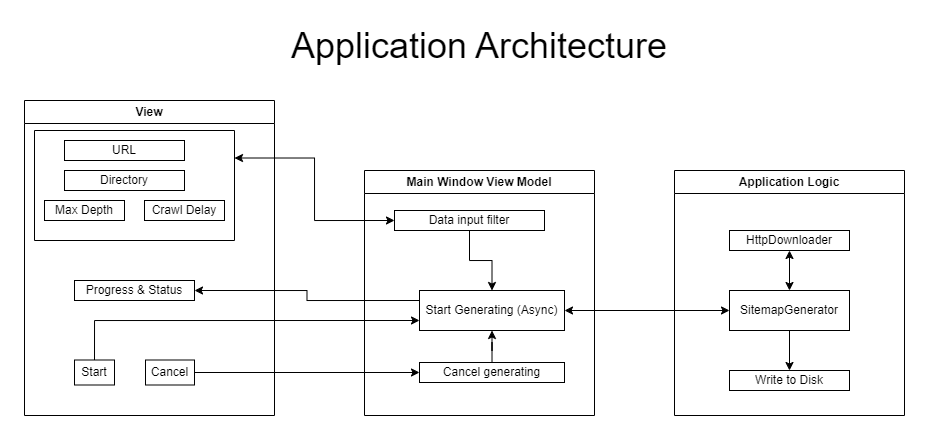 Application Architecture
View
URL
Directory
Max Depth
Crawl Delay
Progress & Status
Start
Cancel
Main Window View Model
Data input filter
Start Generating (Async)
Cancel generating
Application Logic
HttpDownloader
SitemapGenerator
Write to Disk